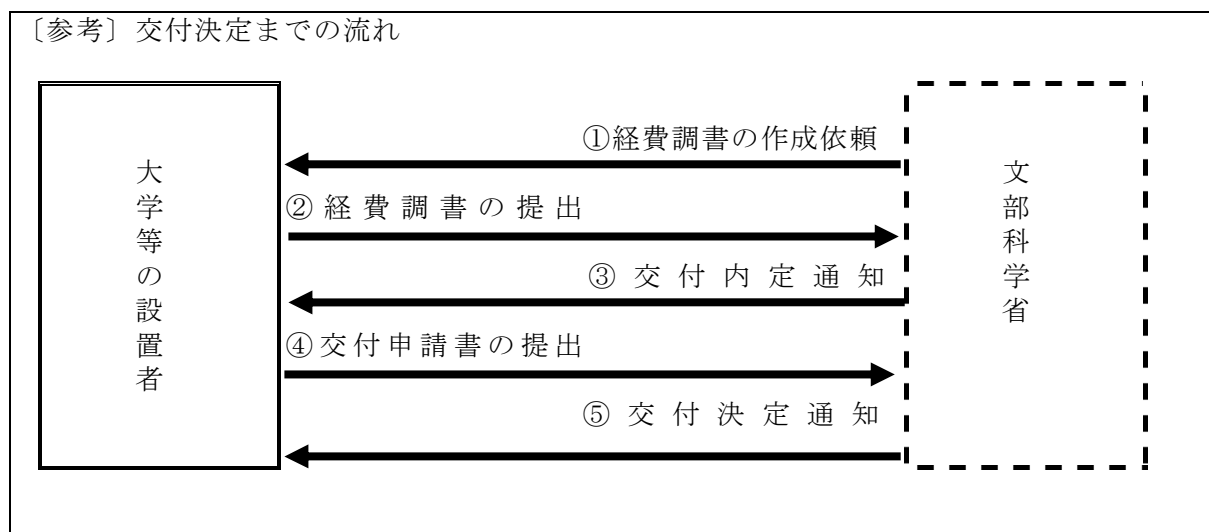 〔参考〕交付決定までの流れ
大学等の設置者
①経費調書の作成依頼
②経費調書の提出
③交付内定通知
④交付申請書の提出
⑤交付決定通知
文部科学省